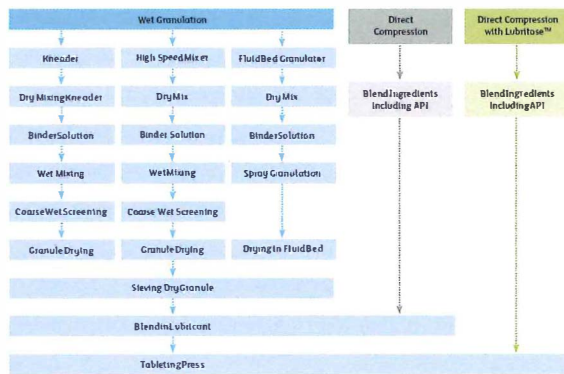 Wet Granulation
Direct
Compression
Direct Compression
with Lubritose™
Kneader
High Speed Mixer
Fluid Bed Granulator
Dry Mixing Kneader
Dry Mix
Dry Mix
Blend Ingredients
Including API
Blend Ingredients
Including API
Binder Solution
Binder Solution
Binder Solution
Wet Mixing
Wet Mixing
Spray Granulation
Coarse Wet Screening
Coarse Wet Screening
Granule Drying
Granule Drying
Drying In Fluid Bed
Sieving Dry Granule
Blend in Lubricant
Tableting Press